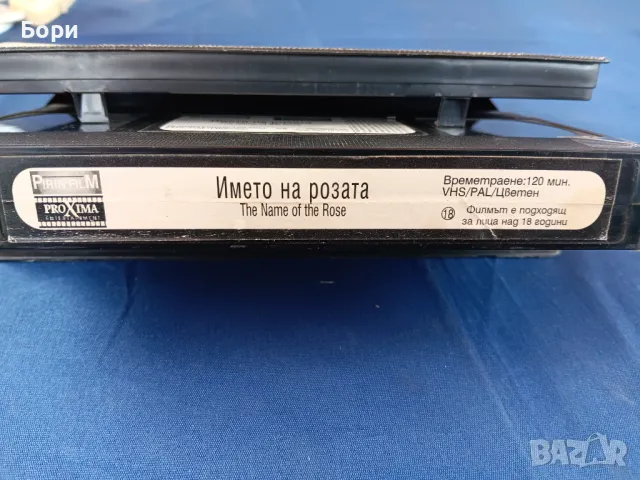 Бори
PIRINFILM
PROXIMA
ENTERTAINMENT
Името на розата
The Name of the Rose
Времетраене:120 мин.
VHS/PAL/Цветен
18 Филмът е подходящ
за лица над 18 години
BAZAR